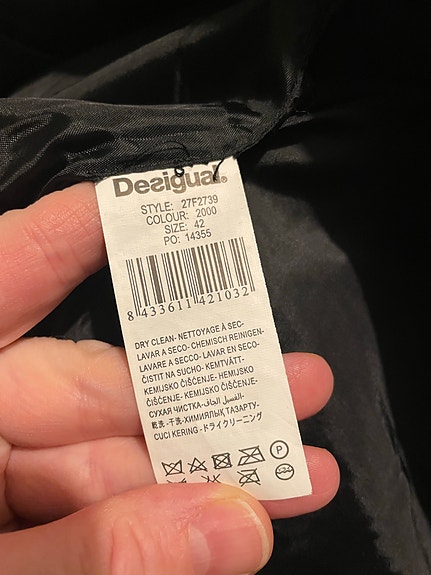 Desigual.
STYLE: 27F2739
COLOUR: 2000
SIZE: 42
PO: 14355
8 433611 421032
DRY CLEAN- NETTOYAGE À SEC-
LAVAR A SECO- CHEMISCH REINIGEN-
LAVARE A SECCO- LAVAR EN SECO-
ČISTIT NA SUCHO- KEMTVÄTT-
KEMIJSKO ČIŠĆENJE- HEMIJSKO
ČIŠĆENJE- KEMIJSKO ČIŠČENJE-
СУХАЯ ЧИСТКА- الغسيل الجاف-
乾洗 - 干洗- ХИМИЯЛЫҚ ТАЗАРТУ-
CUCI KERING - ドライクリーニング
P